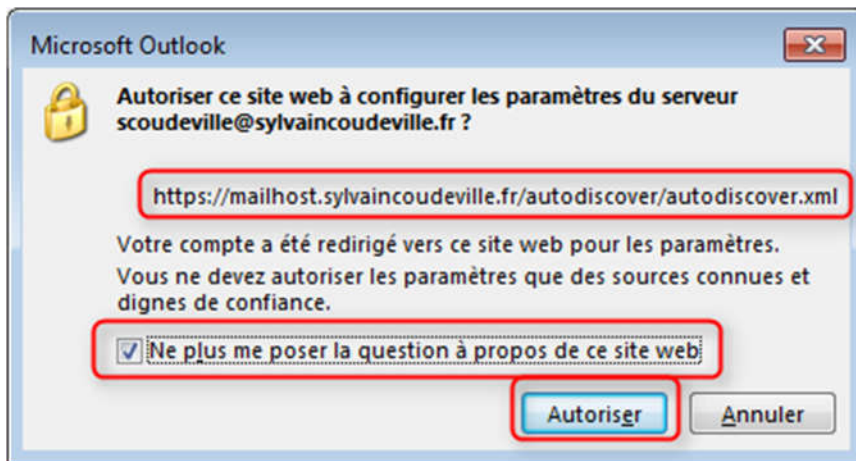 Microsoft Outlook
Autoriser ce site web à configurer les paramètres du serveur
scoudeville@sylvaincoudeville.fr ?
https://mailhost.sylvaincoudeville.fr/autodiscover/autodiscover.xml
Votre compte a été redirigé vers ce site web pour les paramètres.
Vous ne devez autoriser les paramètres que des sources connues et
dignes de confiance.
Ne plus me poser la question à propos de ce site web
Autoriser Annuler